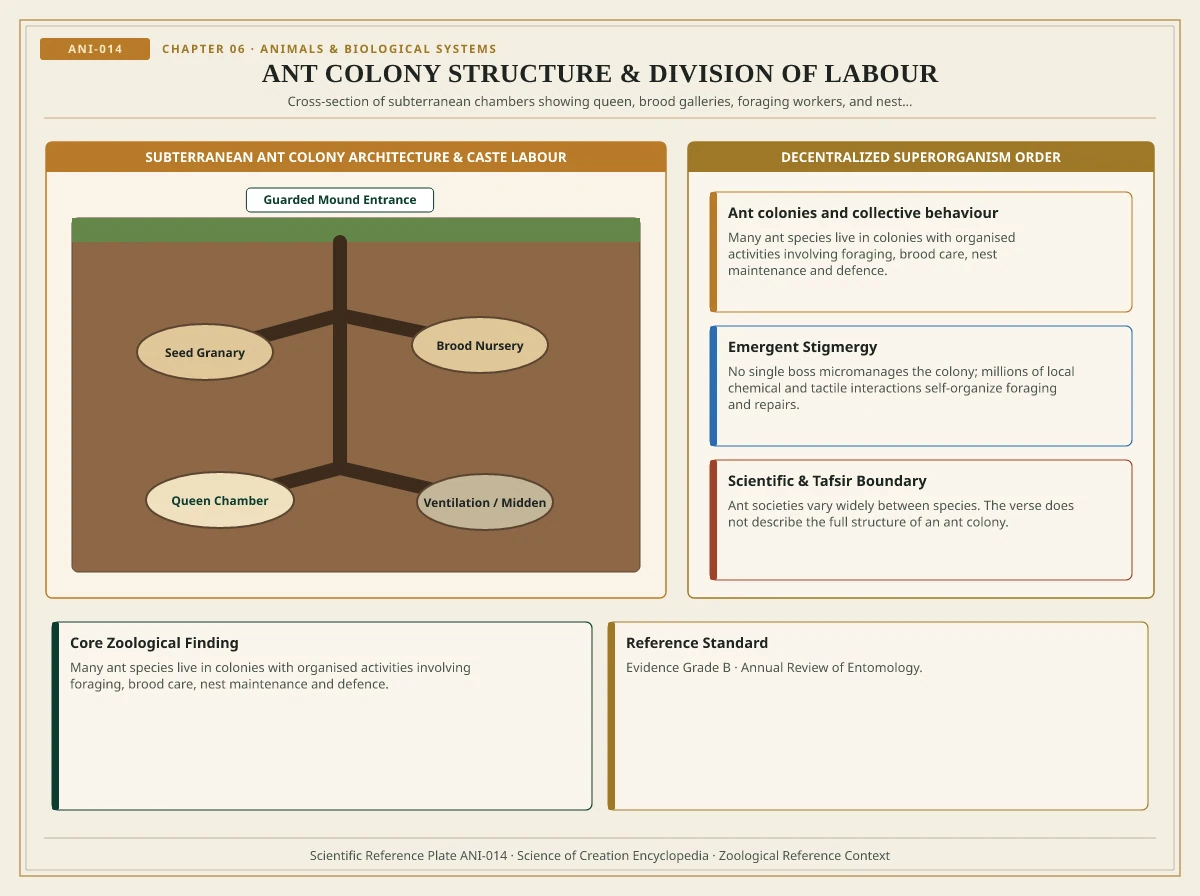 ANI-014
CHAPTER 06 · ANIMALS & BIOLOGICAL SYSTEMS
ANT COLONY STRUCTURE & DIVISION OF LABOUR
Cross-section of subterranean chambers showing queen, brood galleries, foraging workers, and nest...
SUBTERRANEAN ANT COLONY ARCHITECTURE & CASTE LABOUR
Guarded Mound Entrance
Seed Granary
Brood Nursery
Queen Chamber
Ventilation / Midden
DECENTRALIZED SUPERORGANISM ORDER
Ant colonies and collective behaviour
Many ant species live in colonies with organised
activities involving foraging, brood care, nest
maintenance and defence.
Emergent Stigmergy
No single boss micromanages the colony; millions of local
chemical and tactile interactions self-organize foraging
and repairs.
Scientific & Tafsir Boundary
Ant societies vary widely between species. The verse does
not describe the full structure of an ant colony.
Core Zoological Finding
Many ant species live in colonies with organised activities involving
foraging, brood care, nest maintenance and defence.
Reference Standard
Evidence Grade B · Annual Review of Entomology.
Scientific Reference Plate ANI-014 · Science of Creation Encyclopedia · Zoological Reference Context